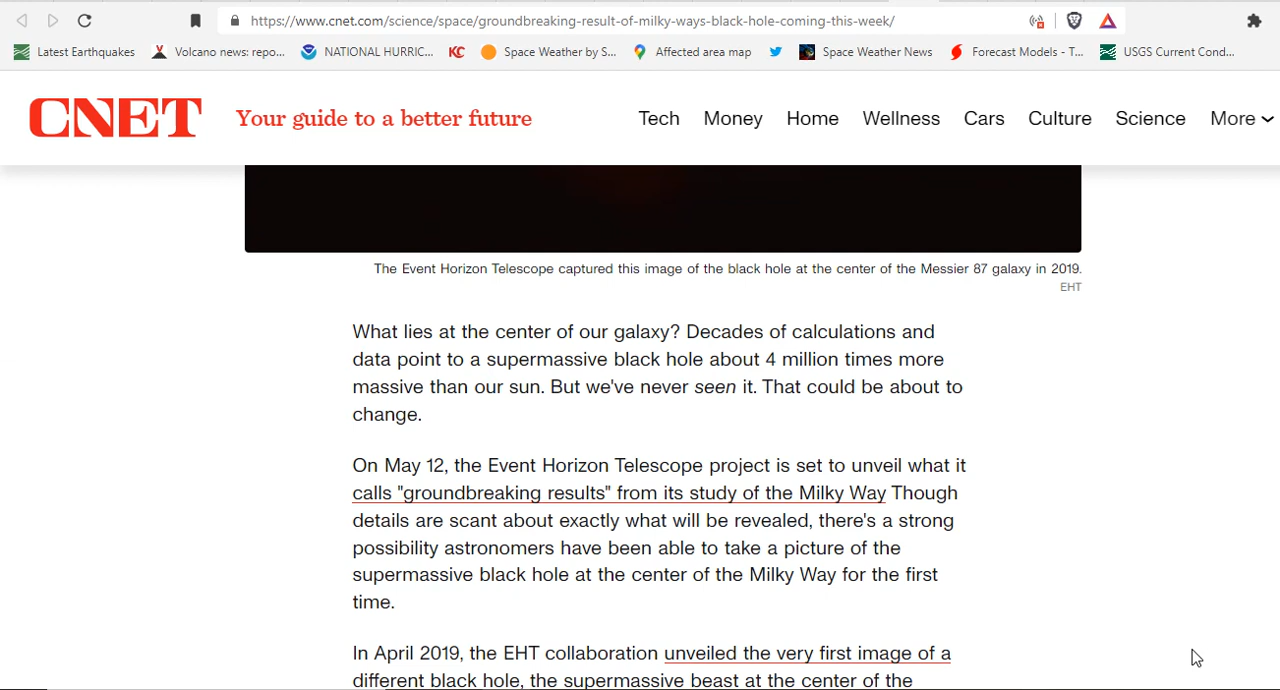 https://www.cnet.com/science/space/groundbreaking-result-of-milky-ways-black-hole-coming-this-week/
Latest Earthquakes Volcano news: repo... NATIONAL HURRIC... KC Space Weather by S... Affected area map Space Weather News Forecast Models - T... USGS Current Cond...
CNET Your guide to a better future Tech Money Home Wellness Cars Culture Science More
The Event Horizon Telescope captured this image of the black hole at the center of the Messier 87 galaxy in 2019.
EHT
What lies at the center of our galaxy? Decades of calculations and
data point to a supermassive black hole about 4 million times more
massive than our sun. But we've never seen it. That could be about to
change.
On May 12, the Event Horizon Telescope project is set to unveil what it
calls "groundbreaking results" from its study of the Milky Way Though
details are scant about exactly what will be revealed, there's a strong
possibility astronomers have been able to take a picture of the
supermassive black hole at the center of the Milky Way for the first
time.
In April 2019, the EHT collaboration unveiled the very first image of a
different black hole, the supermassive beast at the center of the